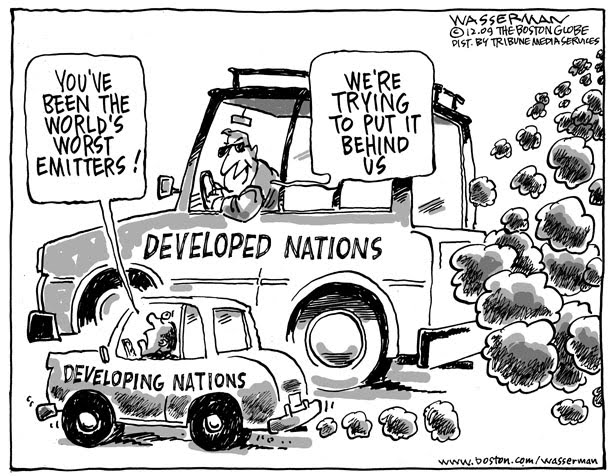 WASSERMAN
© 12.09 THE BOSTON GLOBE
DIST. BY TRIBUNE MEDIA SERVICES
YOU'VE
BEEN THE
WORLD'S
WORST
EMITTERS!
WE'RE
TRYING
TO PUT IT
BEHIND
US
DEVELOPED NATIONS
DEVELOPING NATIONS
www.boston.com/wasserman